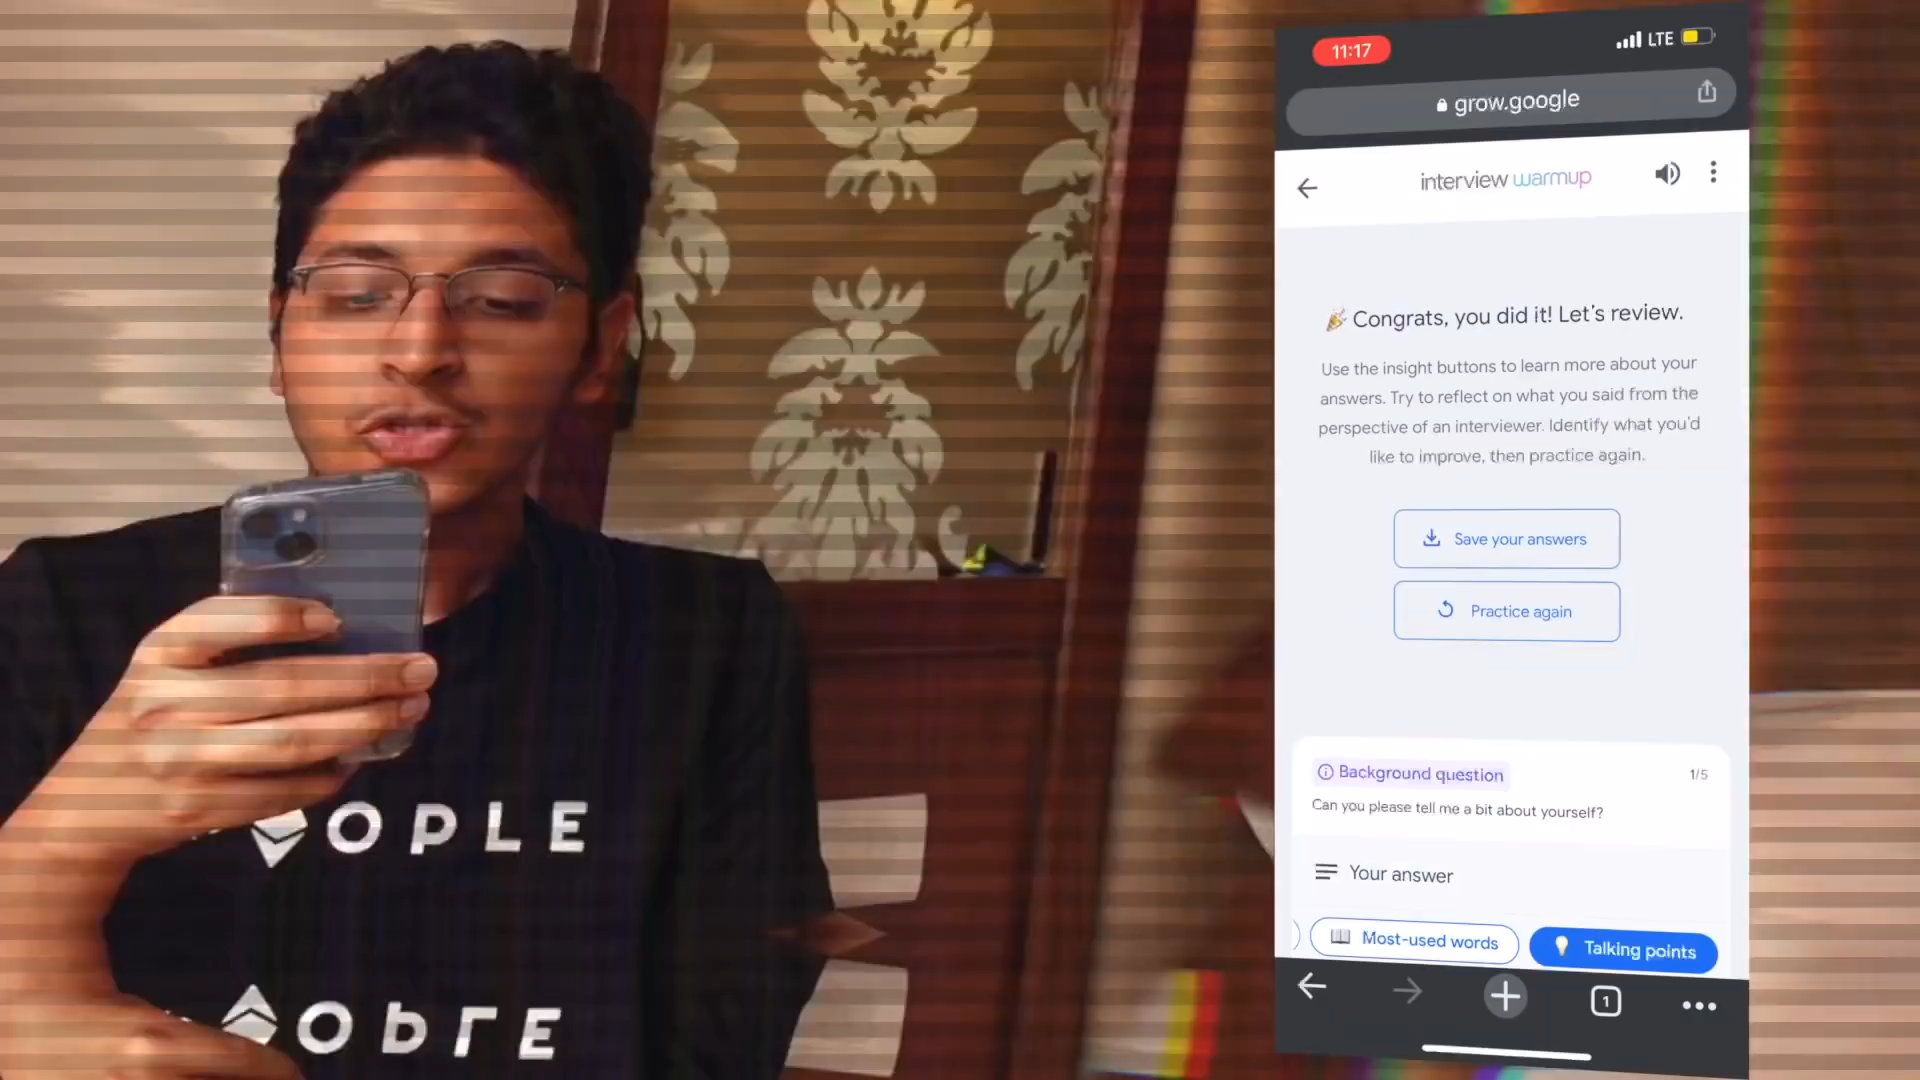 11:17
LTE
grow.google
interview warmup
Congrats, you did it! Let's review.
Use the insight buttons to learn more about your
answers. Try to reflect on what you said from the
perspective of an interviewer. Identify what you'd
like to improve, then practice again.
Save your answers
Practice again
Background question
1/5
Can you please tell me a bit about yourself?
Your answer
Most-used words
Talking points
1
OPLE